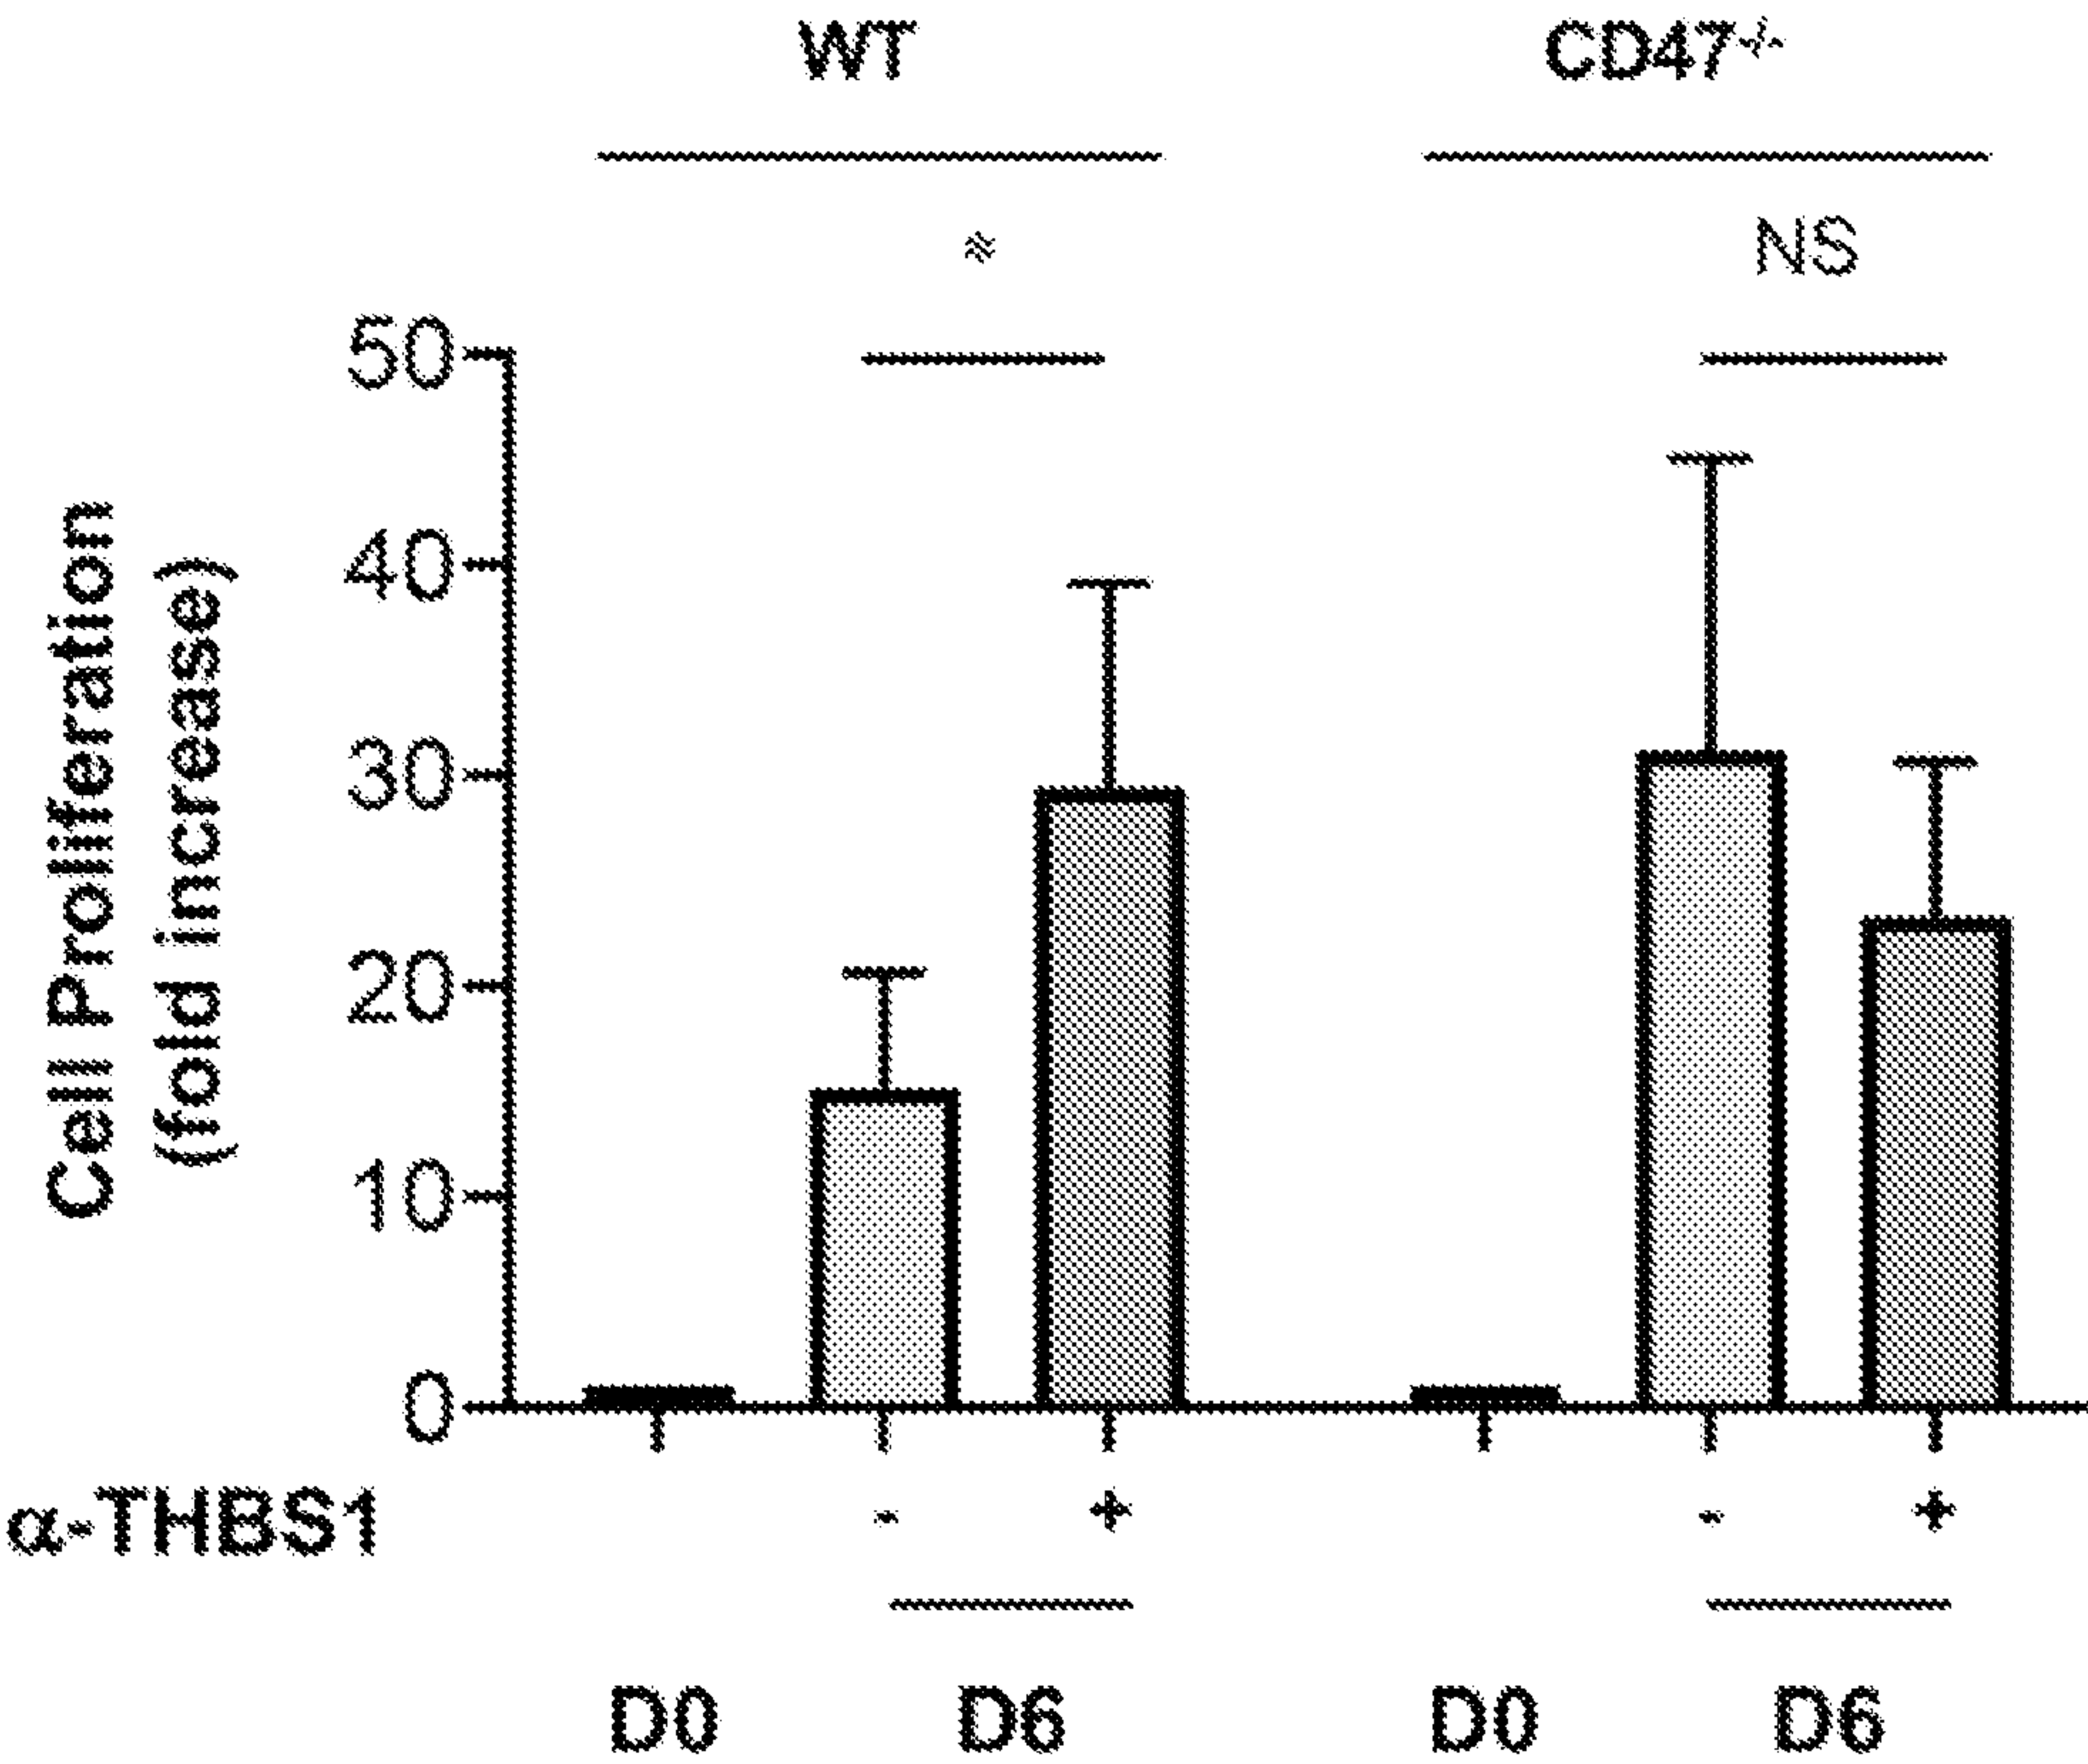 WT CD47-/-
* NS
50
40
30
20
10
0
Cell Proliferation
(fold increase)
α-THBS1 - + - +
D0 D6 D0 D6